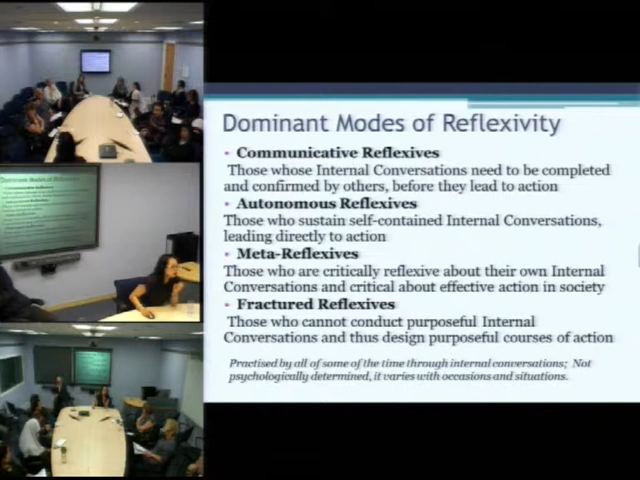 Dominant Modes of Reflexivity
• Communicative Reflexives
Those whose Internal Conversations need to be completed
and confirmed by others, before they lead to action
• Autonomous Reflexives
Those who sustain self-contained Internal Conversations,
leading directly to action
• Meta-Reflexives
Those who are critically reflexive about their own Internal
Conversations and critical about effective action in society
• Fractured Reflexives
Those who cannot conduct purposeful Internal
Conversations and thus design purposeful courses of action
Practised by all of some of the time through internal conversations; Not
psychologically determined, it varies with occasions and situations.
Dominant Modes of Reflexivity